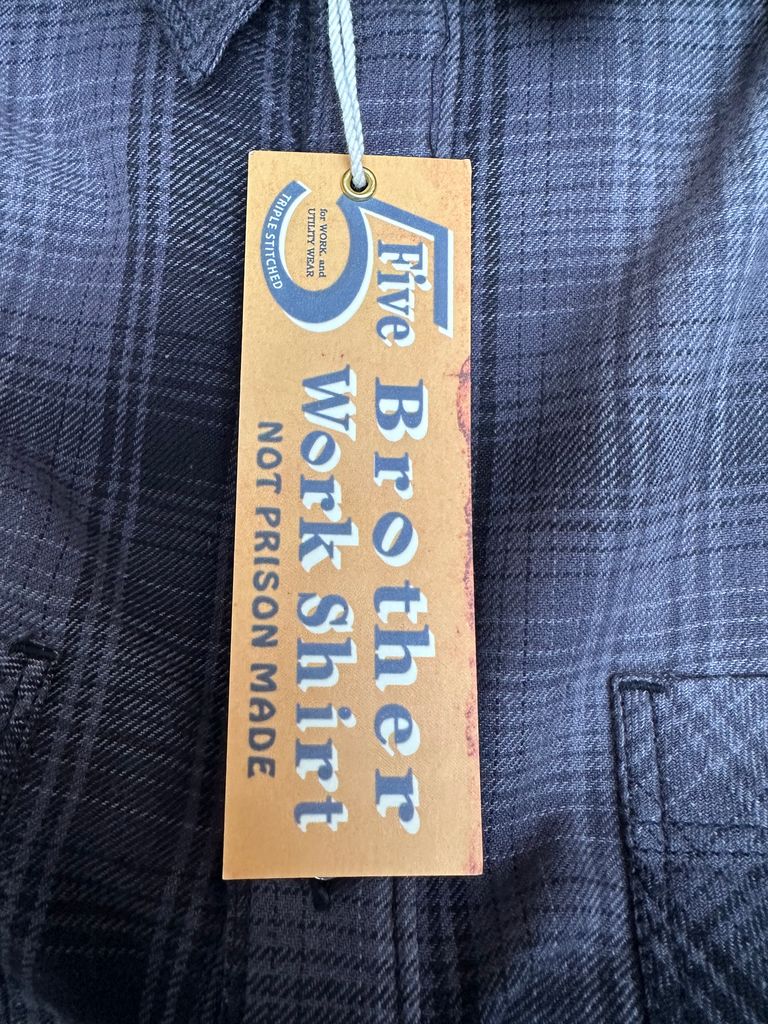 TRIPLE STITCHED
for WORK, and
UTILITY WEAR
5
Five Brother
Work Shirt
NOT PRISON MADE